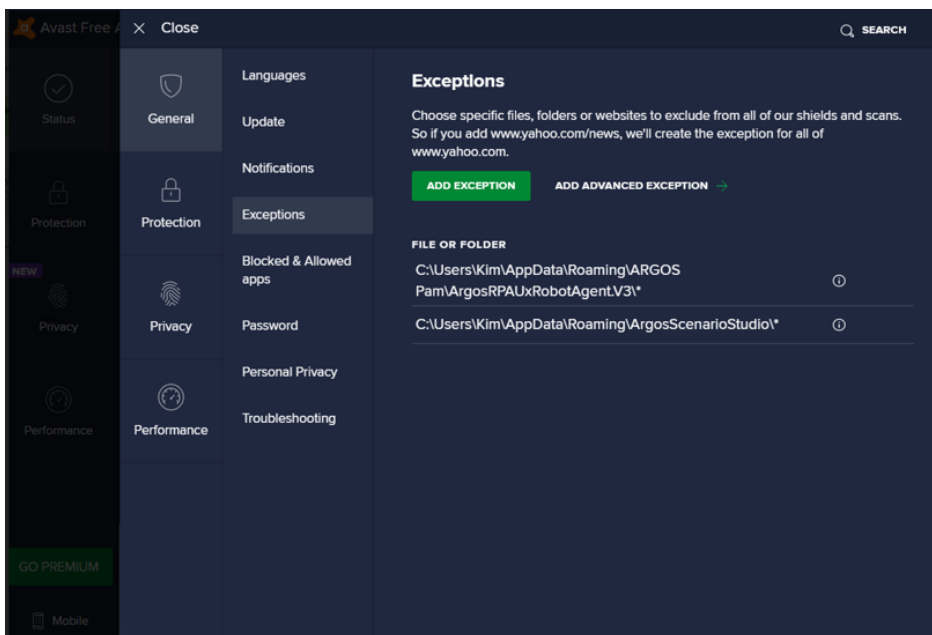 Avast Free A
Close
SEARCH
Status
Protection
NEW
Privacy
Performance
GO PREMIUM
Mobile
General
Protection
Privacy
Performance
Languages
Update
Notifications
Exceptions
Blocked & Allowed
apps
Password
Personal Privacy
Troubleshooting
Exceptions
Choose specific files, folders or websites to exclude from all of our shields and scans.
So if you add www.yahoo.com/news, we'll create the exception for all of
www.yahoo.com.
ADD EXCEPTION
ADD ADVANCED EXCEPTION →
FILE OR FOLDER
C:\Users\Kim\AppData\Roaming\ARGOS
Pam\ArgosRPAUxRobotAgent.V3\*
C:\Users\Kim\AppData\Roaming\ArgosScenarioStudio\*